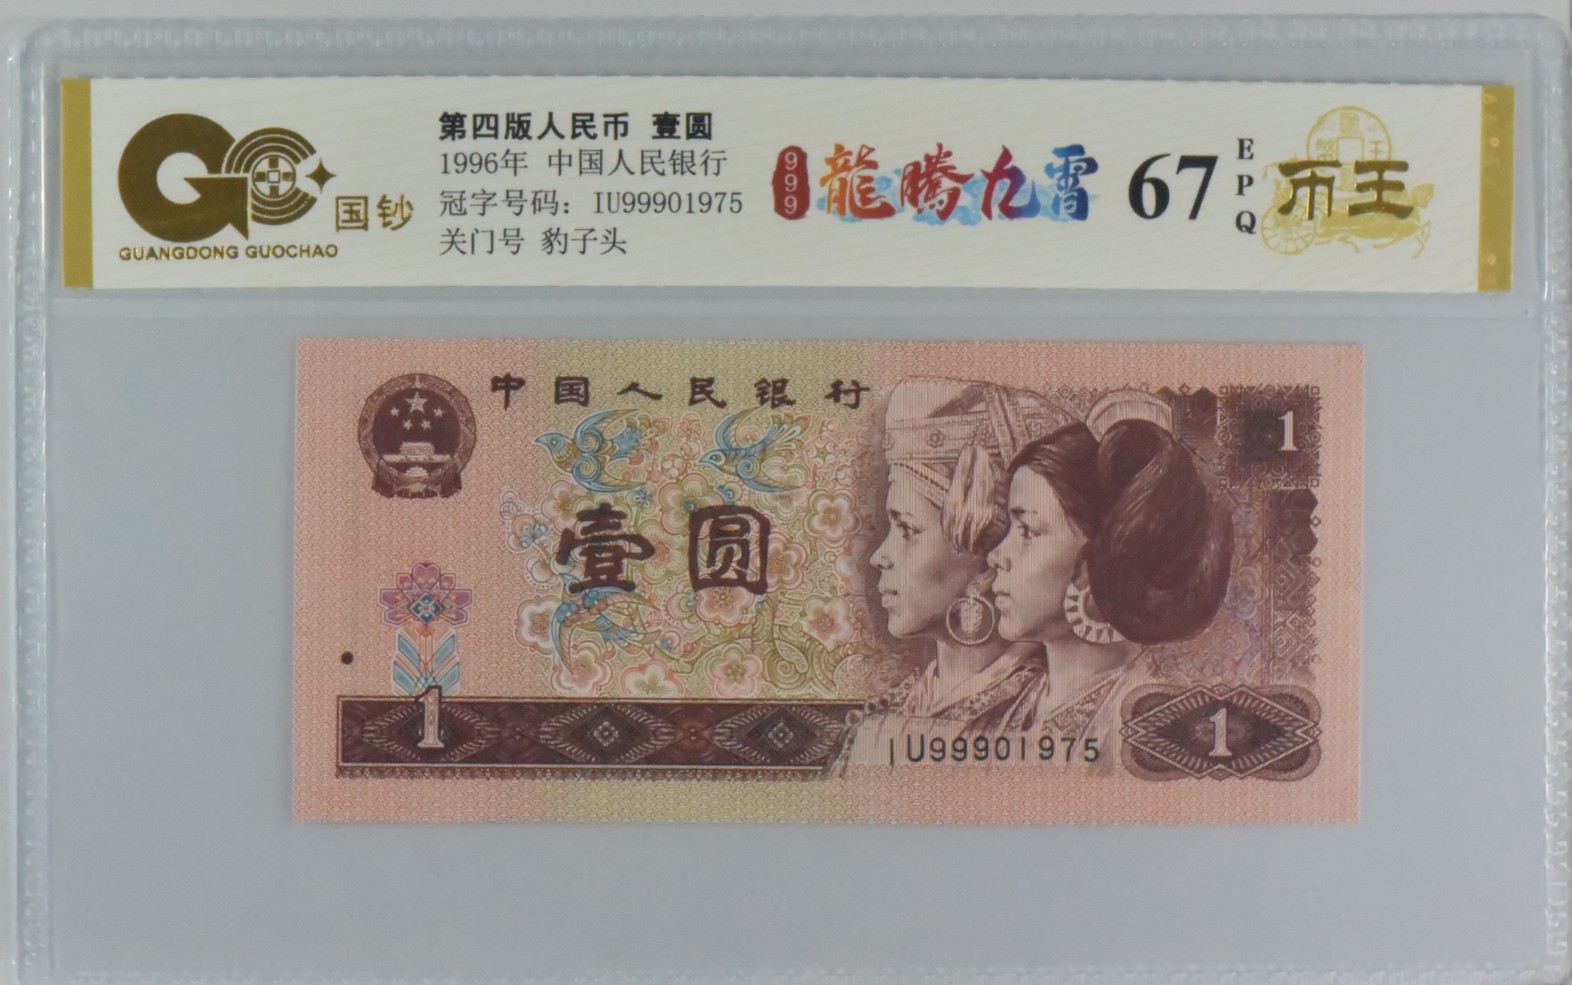 GUANGDONG GUOCHAO
国钞
第四版人民币 壹圆
1996年 中国人民银行
冠字号码：IU99901975
关门号 豹子头
999
龍腾九霄
67
EPQ
币王
中国人民银行
1
壹圆
1
IU99901975
1